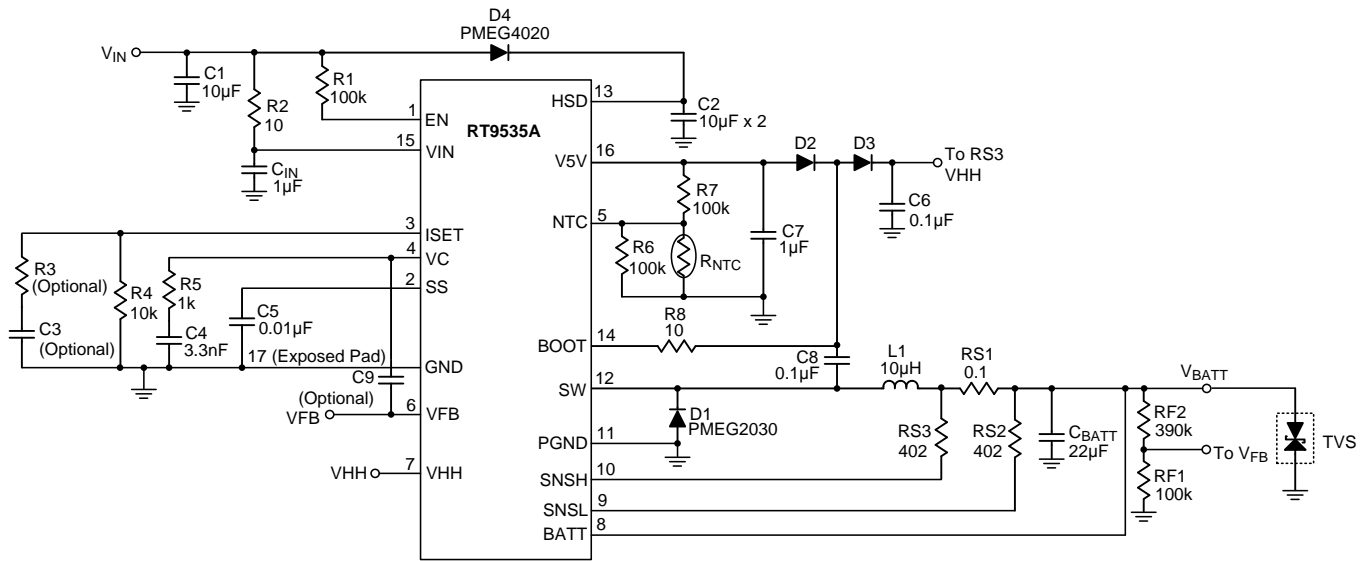 D4
PMEG4020
VIN
C1
10µF
R2
10
R1
100k
1
EN
RT9535A
HSD
13
C2
10µF x 2
15
VIN
CIN
1µF
V5V
16
D2
D3
To RS3
VHH
R7
100k
C6
0.1µF
NTC
5
C7
1µF
R6
100k
RNTC
3
ISET
4
VC
2
SS
R3
(Optional)
R4
10k
R5
1k
C5
0.01µF
C3
(Optional)
C4
3.3nF
17 (Exposed Pad)
GND
R8
10
BOOT
14
C8
0.1µF
L1
10µH
RS1
0.1
SW
12
VBATT
C9
(Optional)
VFB
6
VFB
D1
PMEG2030
PGND
11
RS3
402
RS2
402
CBATT
22µF
RF2
390k
To VFB
RF1
100k
TVS
VHH
7
VHH
SNSH
10
SNSL
9
BATT
8